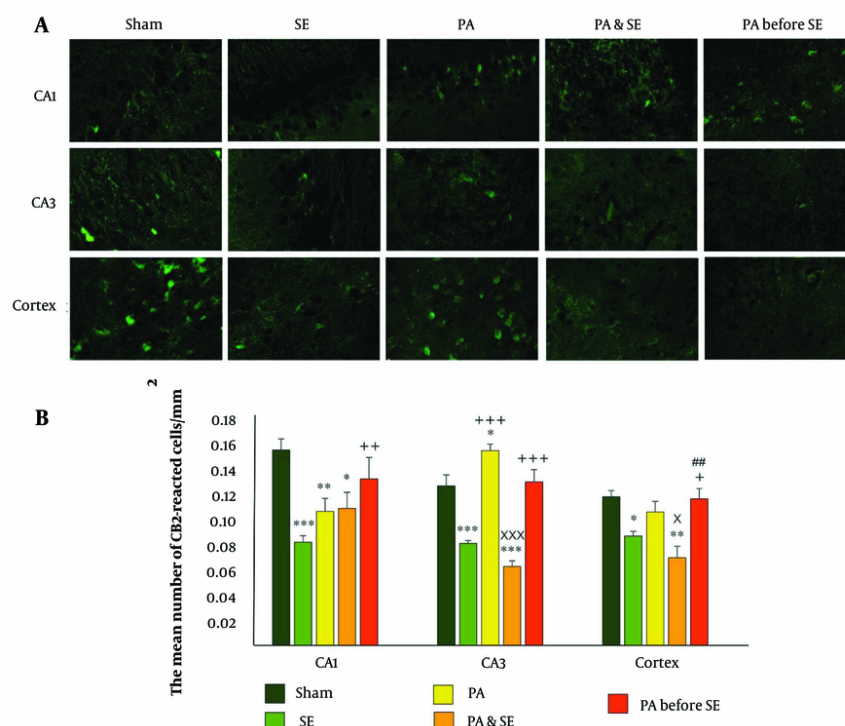 A
Sham SE PA PA & SE PA before SE
CA1
CA3
Cortex
B
The mean number of CB2-reacted cells/mm
2
0.18
0.16
0.14
0.12
0.10
0.08
0.06
0.04
0.02
*** ** * ++
*** +++ * XXX *** +++
* X ** ## +
CA1 CA3 Cortex
Sham PA PA before SE
SE PA & SE